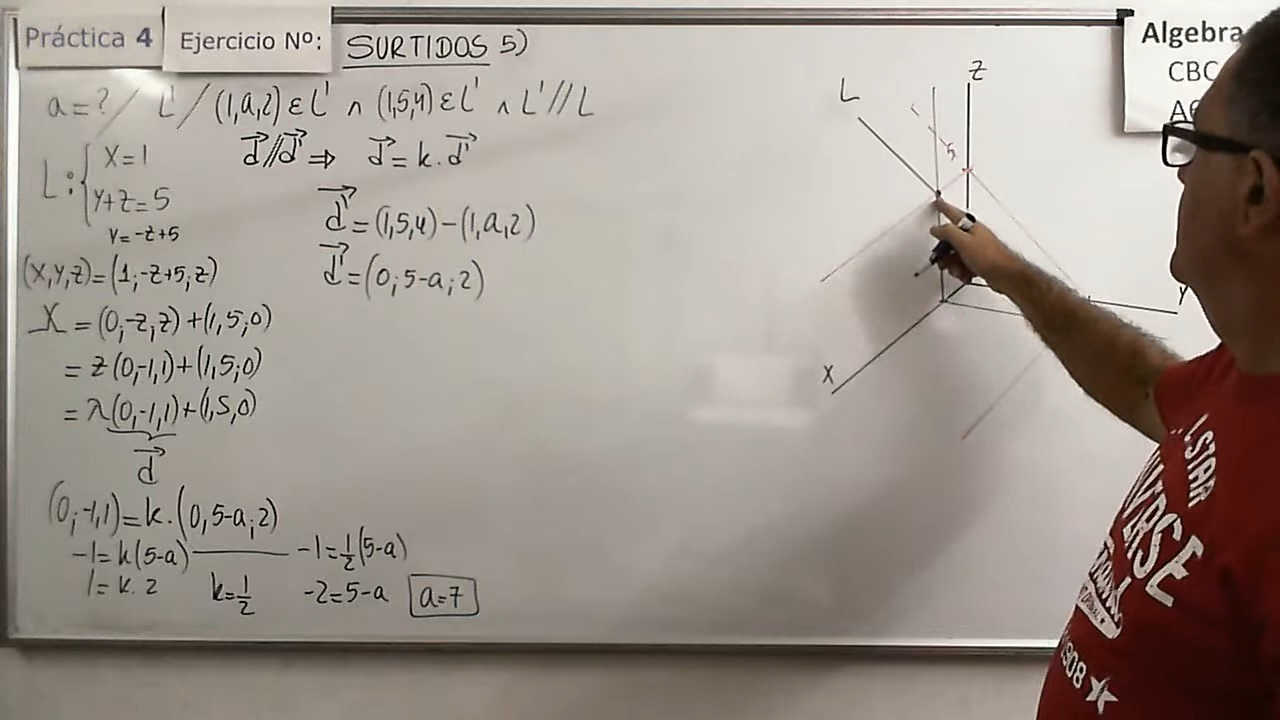 Práctica 4
Ejercicio Nº:
SURTIDOS 5)
a=? / L' / (1,a,2) ε L' ∧ (1,5,4) ε L' ∧ L'//L
L: { X=1
Y+Z=5
Y=-Z+5
d⃗//d⃗' ⇒ d⃗ = k. d⃗'
d⃗' = (1,5,4)-(1,a,2)
d⃗' = (0; 5-a; 2)
(X,Y,Z)=(1;-Z+5;Z)
X = (0,-Z,Z)+(1,5,0)
= Z(0,-1,1)+(1,5,0)
= λ(0,-1,1)+(1,5,0)
d⃗
(0,-1,1)=k.(0,5-a,2)
-1=k(5-a)
-1=½(5-a)
1=k.2
k=½
-2=5-a
a=7
L
Z
5
Y
X
Algebra
CBC
STAR
1908